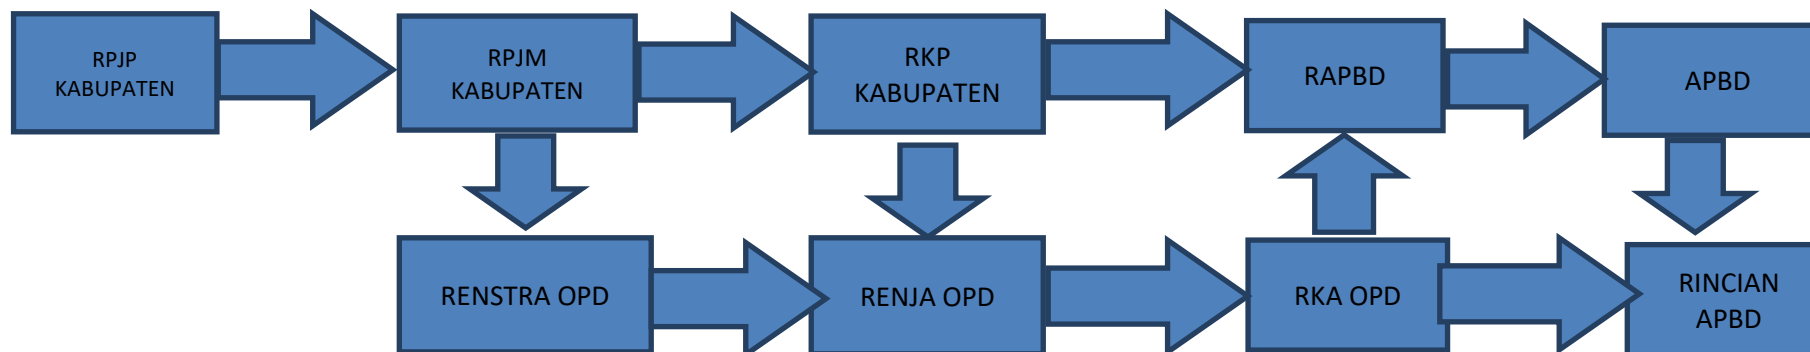 RPJP
KABUPATEN
RPJM
KABUPATEN
RKP
KABUPATEN
RAPBD
APBD
RENSTRA OPD
RENJA OPD
RKA OPD
RINCIAN
APBD